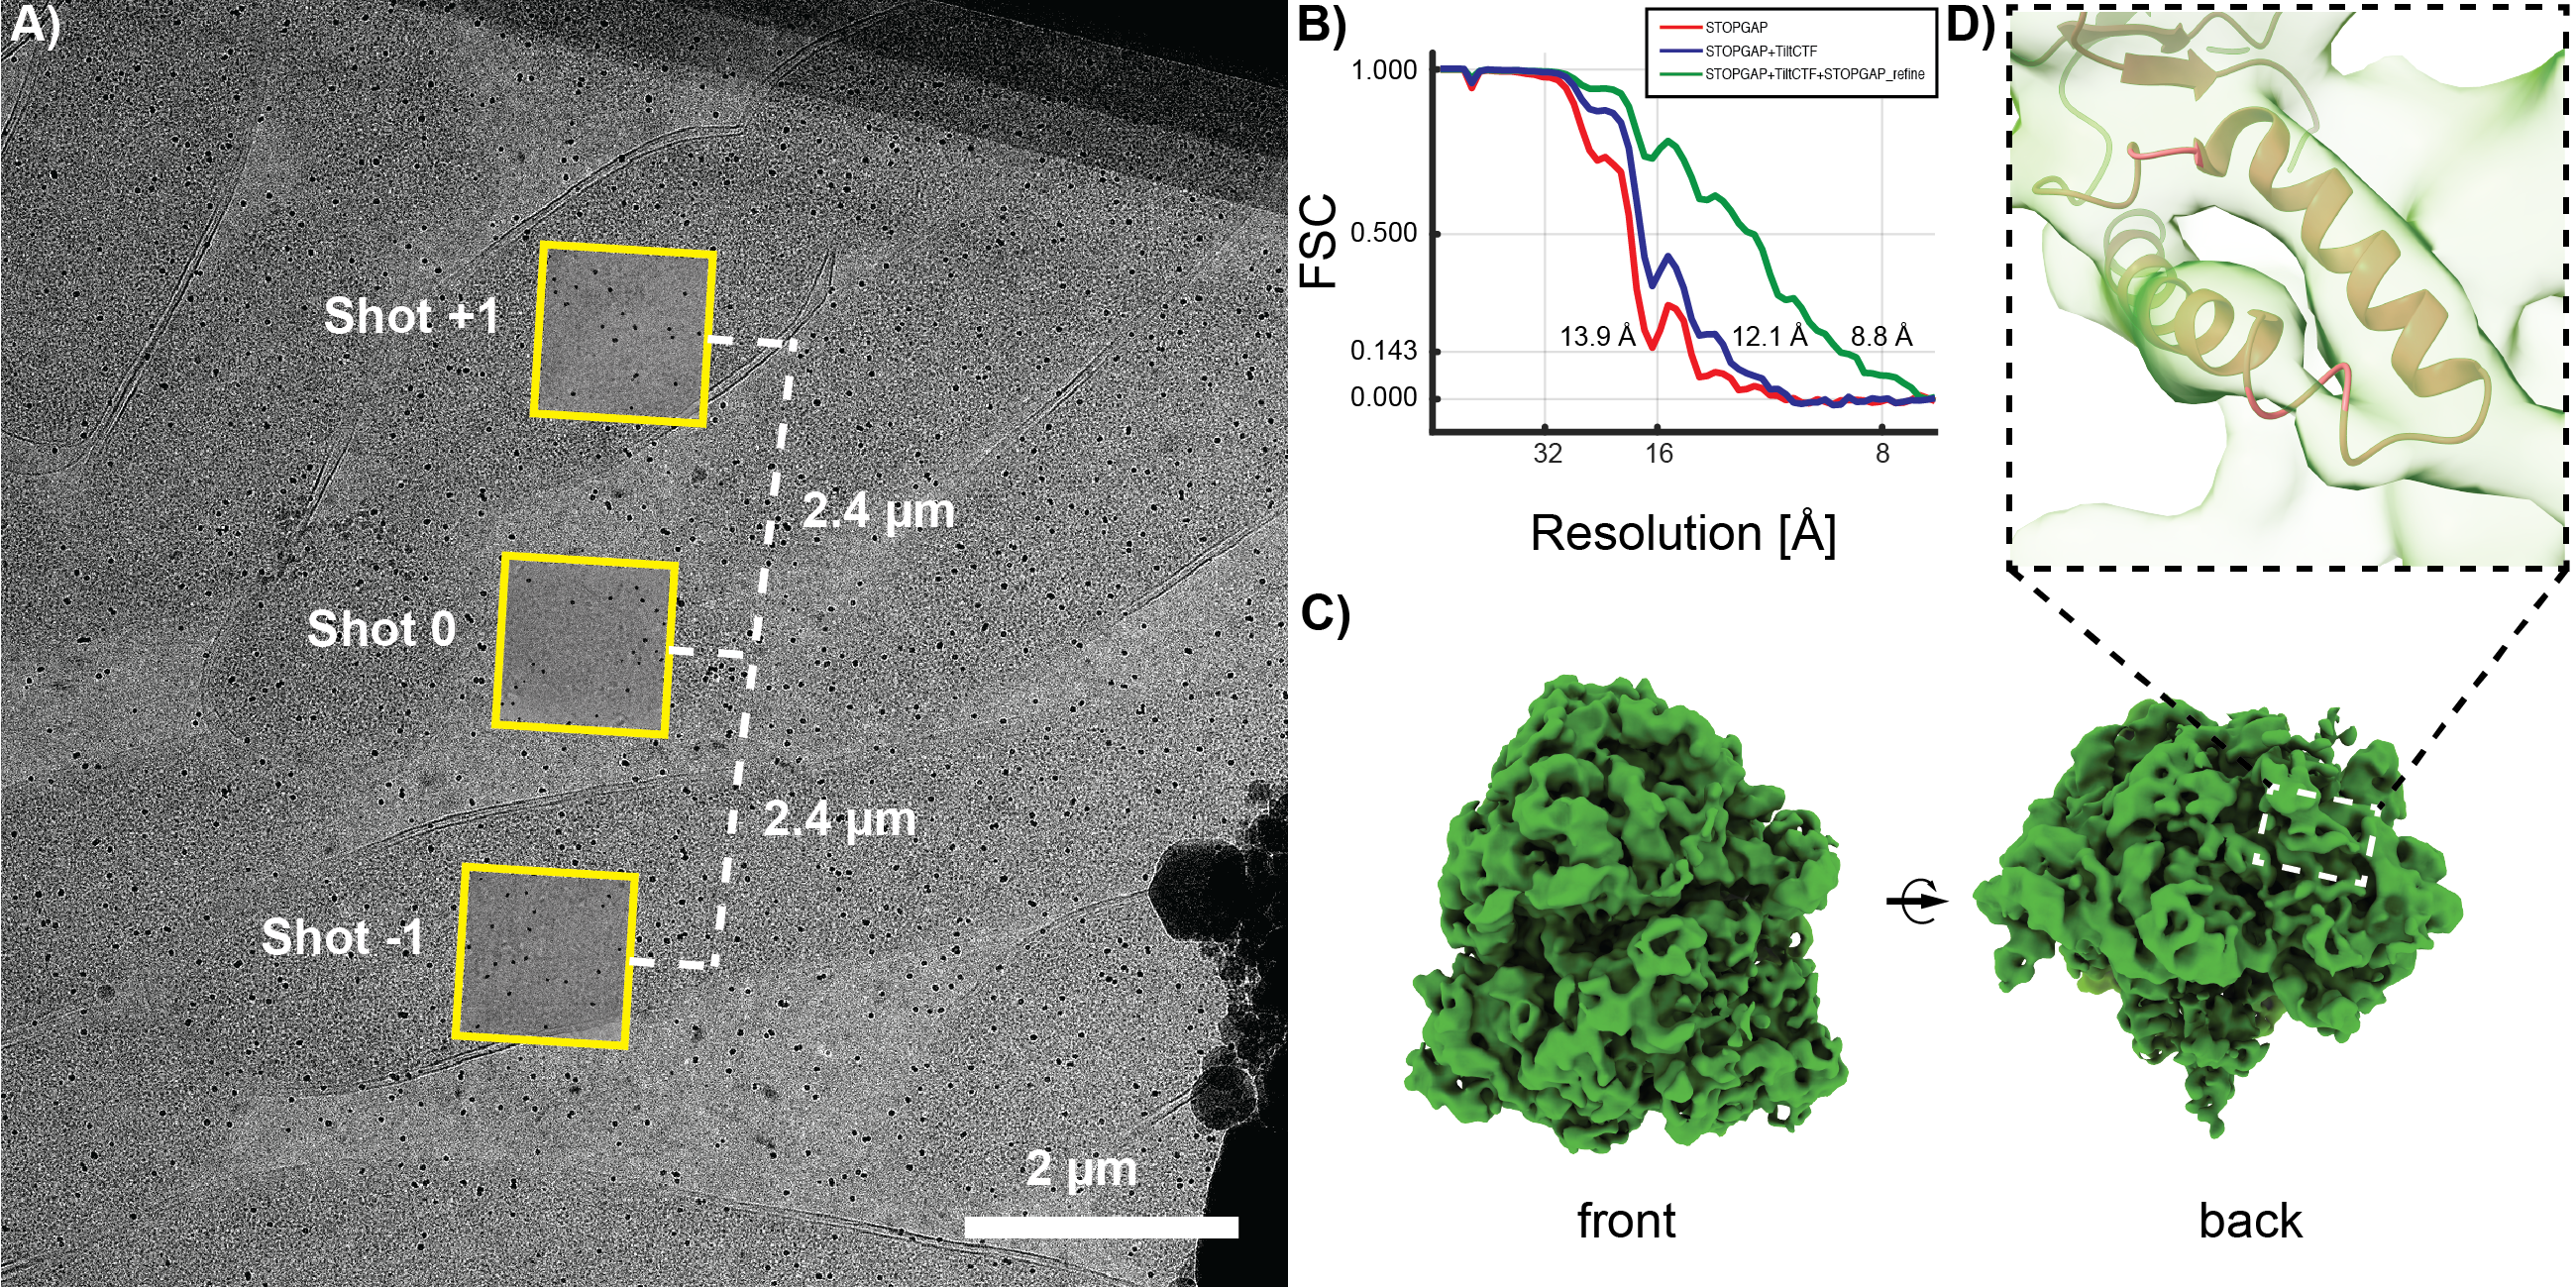 A)
Shot +1
2.4 µm
Shot 0
2.4 µm
Shot -1
2 µm
B)
STOPGAP
STOPGAP+TiltCTF
STOPGAP+TiltCTF+STOPGAP_refine
1.000
0.500
0.143
0.000
FSC
13.9 Å
12.1 Å
8.8 Å
32
16
8
Resolution [Å]
D)
C)
front
back